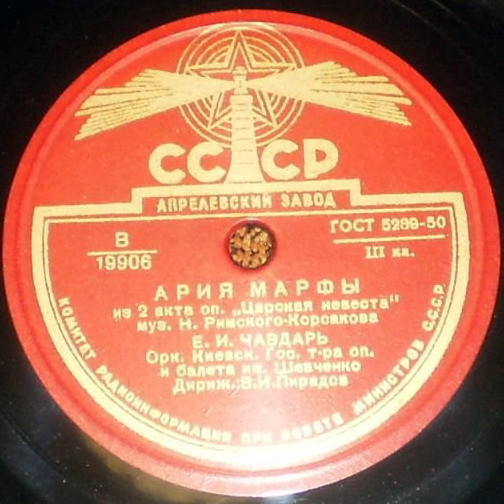 СССР
АПРЕЛЕВСКИЙ ЗАВОД
В
19906
ГОСТ 5289-50
III кл.
АРИЯ МАРФЫ
из 2 акта оп. „Царская невеста"
муз. Н. Римского-Корсакова
Е. И. ЧАВДАРЬ
Орк. Киевск. Гос. т-ра оп.
и балета им. Шевченко
Дириж. В.И.Пирадов
КОМИТЕТ РАДИОИНФОРМАЦИИ ПРИ СОВЕТЕ МИНИСТРОВ С.С.С.Р.